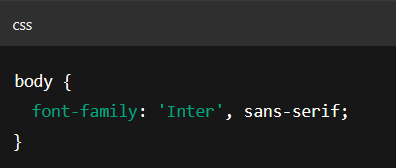 css
body {
  font-family: 'Inter', sans-serif;
}